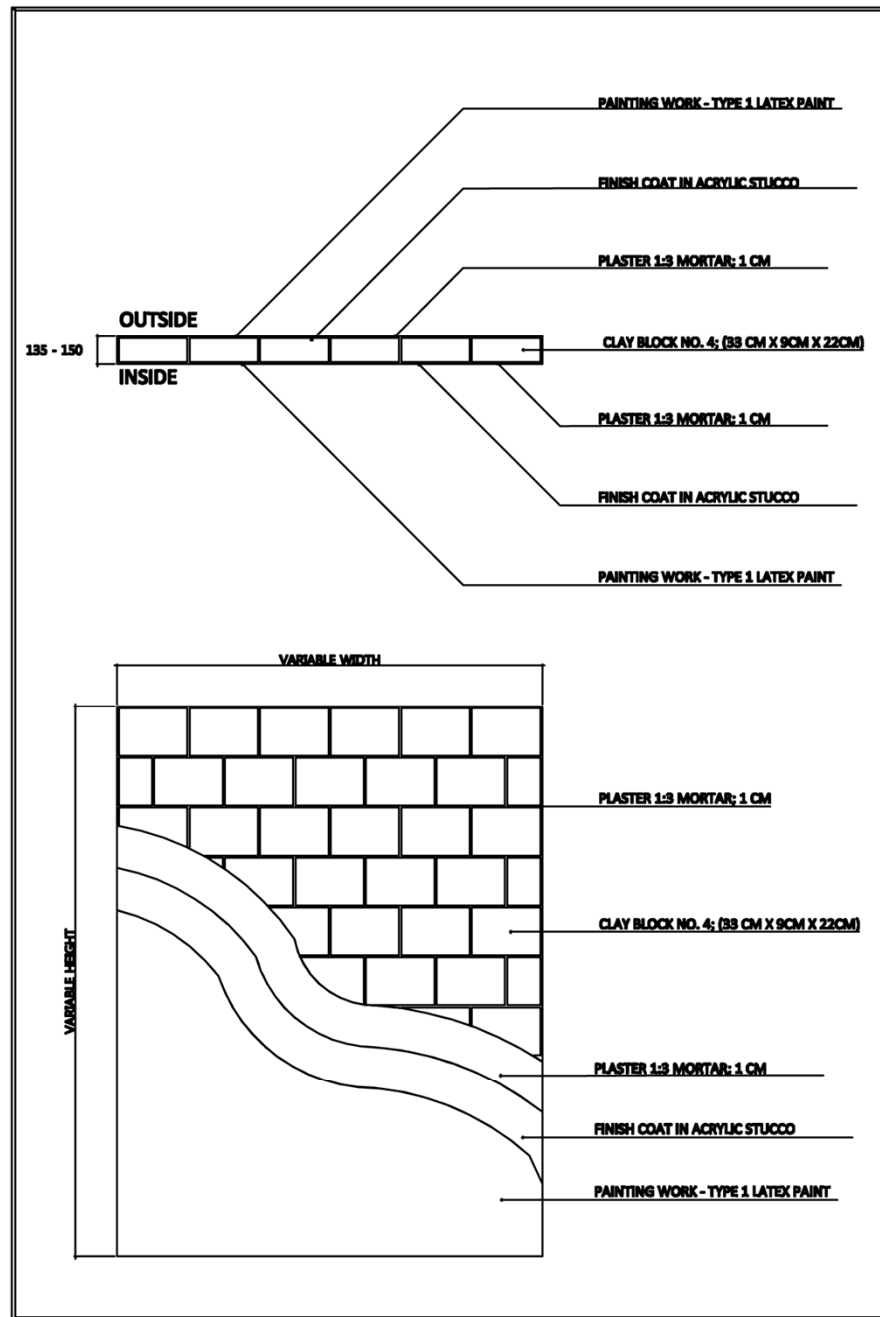 PAINTING WORK - TYPE 1 LATEX PAINT
FINISH COAT IN ACRYLIC STUCCO
PLASTER 1:3 MORTAR; 1 CM
OUTSIDE
135 - 150
CLAY BLOCK NO. 4; (33 CM X 9CM X 22CM)
INSIDE
PLASTER 1:3 MORTAR; 1 CM
FINISH COAT IN ACRYLIC STUCCO
PAINTING WORK - TYPE 1 LATEX PAINT
VARIABLE WIDTH
PLASTER 1:3 MORTAR; 1 CM
CLAY BLOCK NO. 4; (33 CM X 9CM X 22CM)
VARIABLE HEIGHT
PLASTER 1:3 MORTAR; 1 CM
FINISH COAT IN ACRYLIC STUCCO
PAINTING WORK - TYPE 1 LATEX PAINT